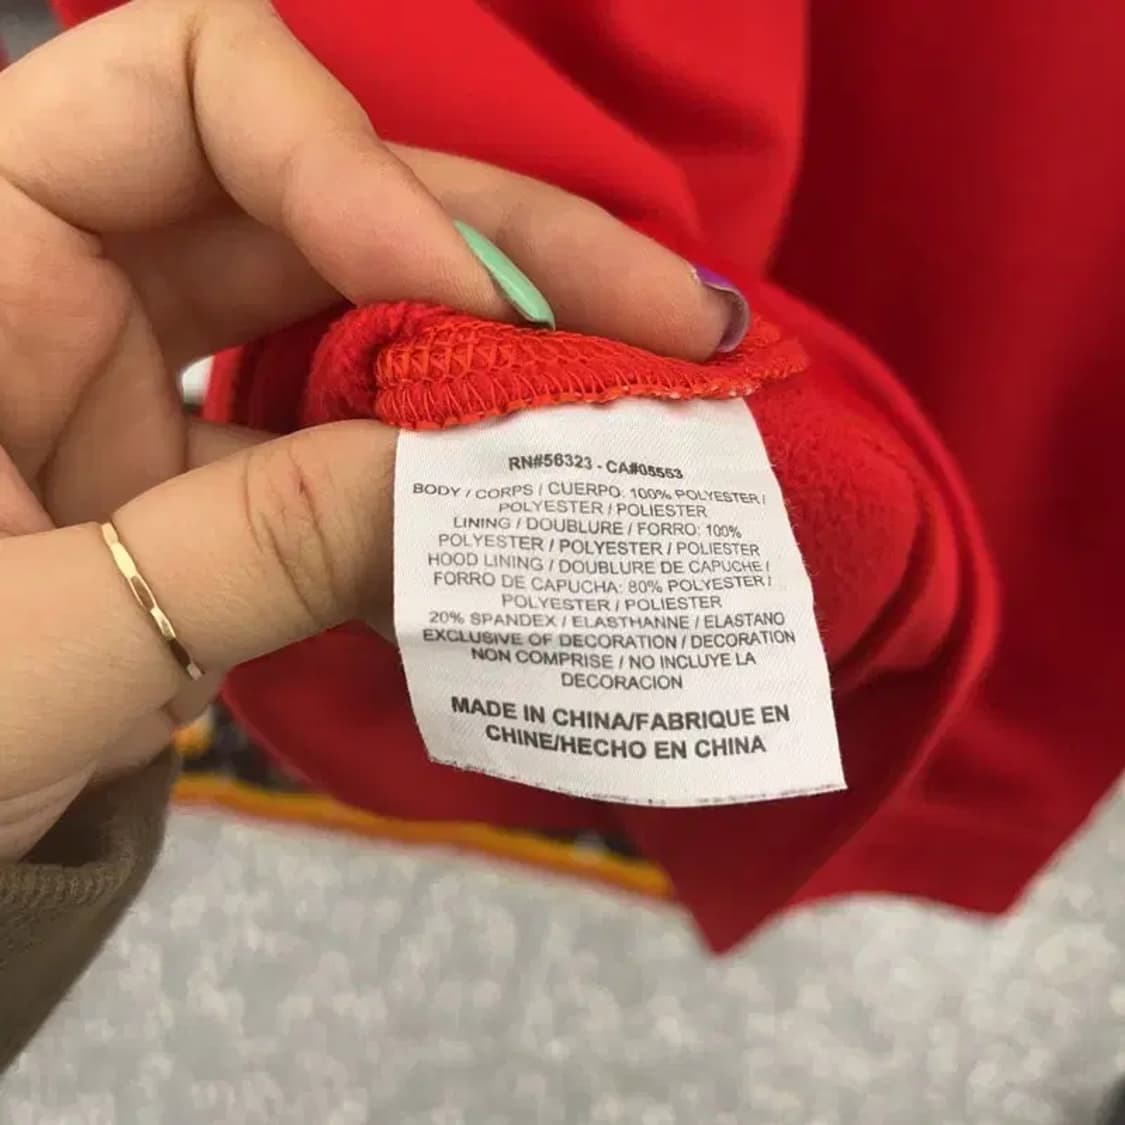 RN#56323 - CA#05553
BODY / CORPS / CUERPO: 100% POLYESTER /
POLYESTER / POLIESTER
LINING / DOUBLURE / FORRO: 100%
POLYESTER / POLYESTER / POLIESTER
HOOD LINING / DOUBLURE DE CAPUCHE /
FORRO DE CAPUCHA: 80% POLYESTER /
POLYESTER / POLIESTER
20% SPANDEX / ELASTHANNE / ELASTANO
EXCLUSIVE OF DECORATION / DECORATION
NON COMPRISE / NO INCLUYE LA
DECORACION
MADE IN CHINA/FABRIQUE EN
CHINE/HECHO EN CHINA